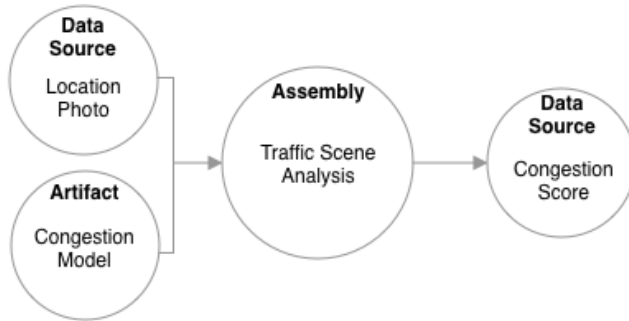 Data
Source
Location
Photo
Artifact
Congestion
Model
Assembly
Traffic Scene
Analysis
Data
Source
Congestion
Score